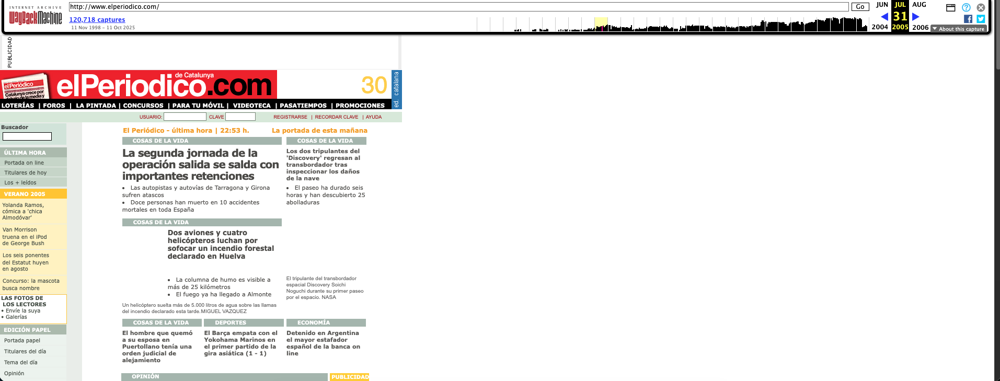 INTERNET ARCHIVE
WayBackMachine
http://www.elperiodico.com/
Go
120,718 captures
11 Nov 1998 – 11 Oct 2025
JUN
JUL
AUG
31
2004
2005
2006
About this capture
PUBLICIDAD
el Periódico
Catalunya crece por
debajo de la media y
elPeriodico.com
de Catalunya
30
ed. catalana
LOTERÍAS | FOROS | LA PINTADA | CONCURSOS | PARA TU MÓVIL | VIDEOTECA | PASATIEMPOS | PROMOCIONES
USUARIO: CLAVE REGISTRARSE | RECORDAR CLAVE | AYUDA
Buscador
ÚLTIMA HORA
Portada on line
Titulares de hoy
Los + leídos
VERANO 2005
Yolanda Ramos,
cómica a 'chica
Almodóvar'
Van Morrison
truena en el iPod
de George Bush
Los seis ponentes
del Estatut huyen
en agosto
Concurso: la mascota
busca nombre
LAS FOTOS DE
LOS LECTORES
• Envíe la suya
• Galerías
EDICIÓN PAPEL
Portada papel
Titulares del día
Tema del día
Opinión
El Periódico - última hora | 22:53 h.
La portada de esta mañana
COSAS DE LA VIDA
La segunda jornada de la
operación salida se salda con
importantes retenciones
• Las autopistas y autovías de Tarragona y Girona
sufren atascos
• Doce personas han muerto en 10 accidentes
mortales en toda España
COSAS DE LA VIDA
Los dos tripulantes del
'Discovery' regresan al
transbordador tras
inspeccionar los daños
de la nave
• El paseo ha durado seis
horas y han descubierto 25
abolladuras
COSAS DE LA VIDA
Dos aviones y cuatro
helicópteros luchan por
sofocar un incendio forestal
declarado en Huelva
• La columna de humo es visible a
más de 25 kilómetros
• El fuego ya ha llegado a Almonte
Un helicóptero suelta más de 5.000 litros de agua sobre las llamas
del incendio declarado esta tarde.MIGUEL VAZQUEZ
El tripulante del transbordador
espacial Discovery Soichi
Noguchi durante su primer paseo
por el espacio. NASA
COSAS DE LA VIDA
El hombre que quemó
a su esposa en
Puertollano tenía una
orden judicial de
alejamiento
DEPORTES
El Barça empata con el
Yokohama Marinos en
el primer partido de la
gira asiática (1 - 1)
ECONOMÍA
Detenido en Argentina
el mayor estafador
español de la banca on
line
OPINIÓN
PUBLICIDAD